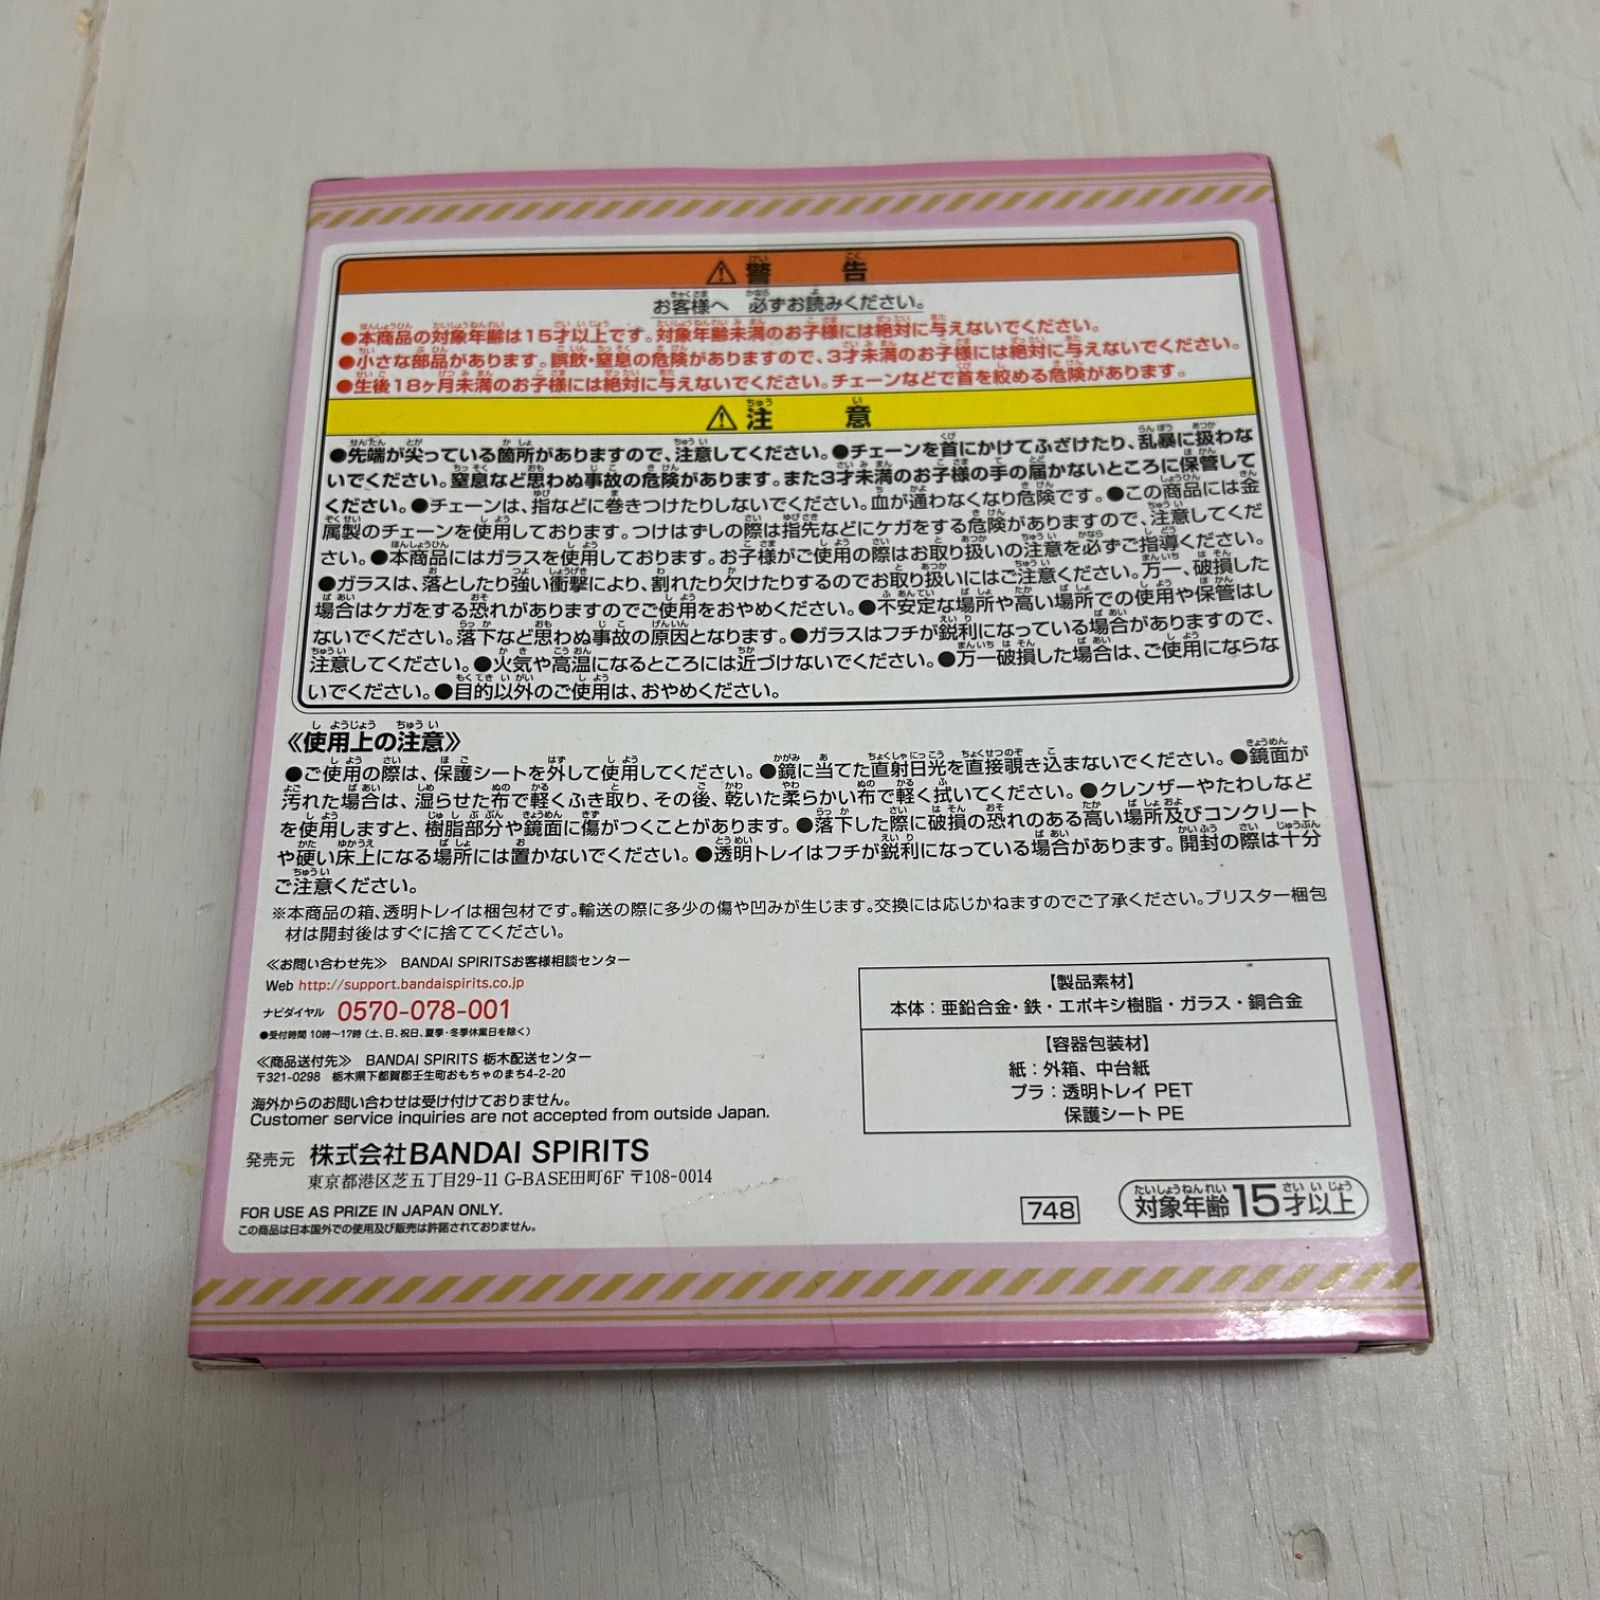 ⚠警告
お客様へ 必ずお読みください。
●本商品の対象年齢は15才以上です。対象年齢未満のお子様には絶対に与えないでください。
●小さな部品があります。誤飲・窒息の危険がありますので、3才未満のお子様には絶対に与えないでください。
●生後18ヶ月未満のお子様には絶対に与えないでください。チェーンなどで首を絞める危険があります。
⚠注意
●先端が尖っている箇所がありますので、注意してください。●チェーンを首にかけてふざけたり、乱暴に扱わな
いでください。窒息など思わぬ事故の危険があります。また3才未満のお子様の手の届かないところに保管して
ください。●チェーンは、指などに巻きつけたりしないでください。血が通わなくなり危険です。●この商品には金
属製のチェーンを使用しております。つけはずしの際は指先などにケガをする危険がありますので、注意してくだ
さい。●本商品にはガラスを使用しております。お子様がご使用の際はお取り扱いの注意を必ずご指導ください。
●ガラスは、落としたり強い衝撃により、割れたり欠けたりするのでお取り扱いにはご注意ください。万一、破損した
場合はケガをする恐れがありますのでご使用をおやめください。●不安定な場所や高い場所での使用や保管はし
ないでください。落下など思わぬ事故の原因となります。●ガラスはフチが鋭利になっている場合がありますので、
注意してください。●火気や高温になるところには近づけないでください。●万一破損した場合は、ご使用にならな
いでください。●目的以外のご使用は、おやめください。
《使用上の注意》
●ご使用の際は、保護シートを外して使用してください。●鏡に当てた直射日光を直接覗き込まないでください。●鏡面が
汚れた場合は、湿らせた布で軽くふき取り、その後、乾いた柔らかい布で軽く拭いてください。●クレンザーやたわしなど
を使用しますと、樹脂部分や鏡面に傷がつくことがあります。●落下した際に破損の恐れのある高い場所及びコンクリート
や硬い床上になる場所には置かないでください。●透明トレイはフチが鋭利になっている場合があります。開封の際は十分
ご注意ください。
※本商品の箱、透明トレイは梱包材です。輸送の際に多少の傷や凹みが生じます。交換には応じかねますのでご了承ください。ブリスター梱包
材は開封後はすぐに捨ててください。
≪お問い合わせ先≫ BANDAI SPIRITSお客様相談センター
Web http://support.bandaispirits.co.jp
ナビダイヤル 0570-078-001
●受付時間 10時〜17時（土、日、祝日、夏季・冬季休業日を除く）
≪商品送付先≫ BANDAI SPIRITS 栃木配送センター
〒321-0298 栃木県下都賀郡壬生町おもちゃのまち4-2-20
海外からのお問い合わせは受け付けておりません。
Customer service inquiries are not accepted from outside Japan.
発売元 株式会社BANDAI SPIRITS
東京都港区芝五丁目29-11 G-BASE田町6F 〒108-0014
FOR USE AS PRIZE IN JAPAN ONLY.
この商品は日本国外での使用及び販売は許諾されておりません。
【製品素材】
本体：亜鉛合金・鉄・エポキシ樹脂・ガラス・銅合金
【容器包装材】
紙：外箱、中台紙
プラ：透明トレイ PET
保護シート PE
748
対象年齢15才以上